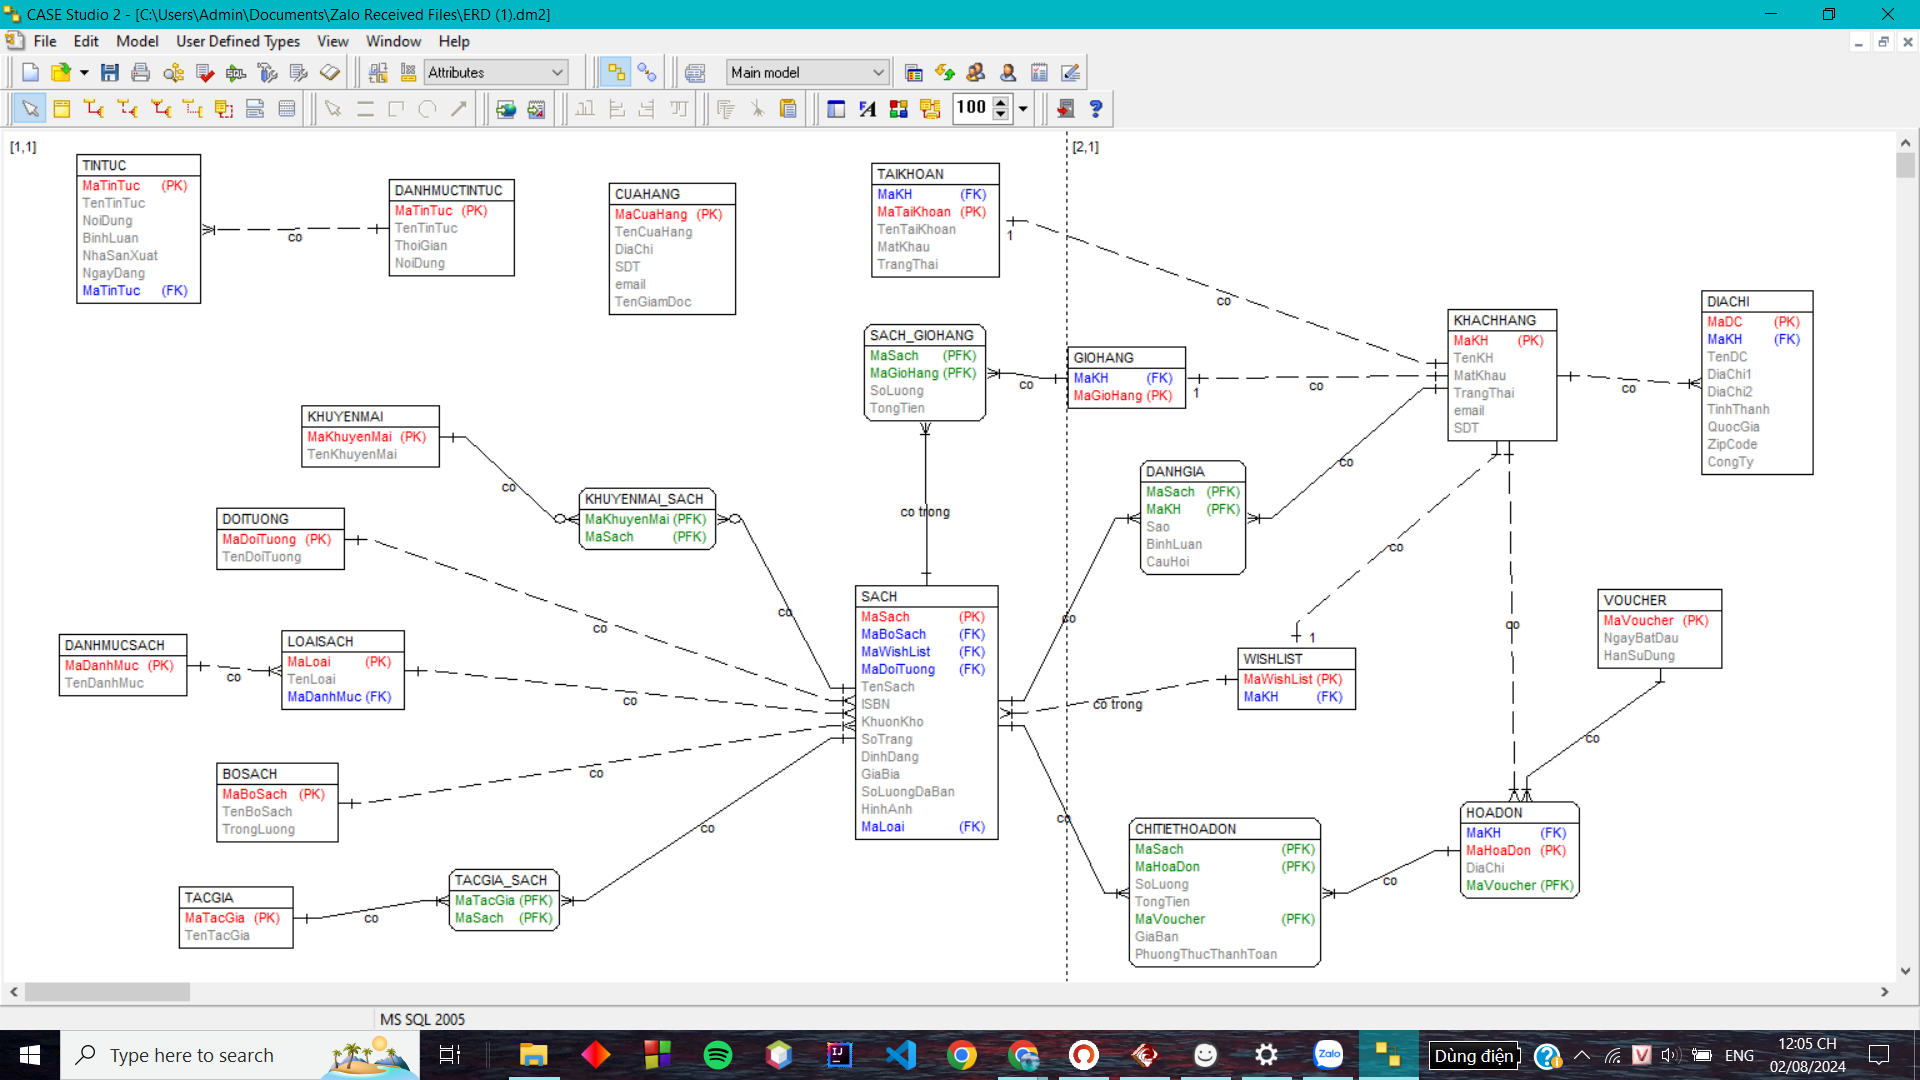 CASE Studio 2 - [C:\Users\Admin\Documents\Zalo Received Files\ERD (1).dm2]
File Edit Model User Defined Types View Window Help
Attributes
Main model
100
[1,1]
[2,1]
TINTUC
MaTinTuc (PK)
TenTinTuc
NoiDung
BinhLuan
NhaSanXuat
NgayDang
MaTinTuc (FK)
co
DANHMUCTINTUC
MaTinTuc (PK)
TenTinTuc
ThoiGian
NoiDung
CUAHANG
MaCuaHang (PK)
TenCuaHang
DiaChi
SDT
email
TenGiamDoc
TAIKHOAN
MaKH (FK)
MaTaiKhoan (PK)
TenTaiKhoan
MatKhau
TrangThai
1
co
SACH_GIOHANG
MaSach (PFK)
MaGioHang (PFK)
SoLuong
TongTien
co
GIOHANG
MaKH (FK)
MaGioHang (PK)
1
co
KHACHHANG
MaKH (PK)
TenKH
MatKhau
TrangThai
email
SDT
co
DIACHI
MaDC (PK)
MaKH (FK)
TenDC
DiaChi1
DiaChi2
TinhThanh
QuocGia
ZipCode
CongTy
KHUYENMAI
MaKhuyenMai (PK)
TenKhuyenMai
co
KHUYENMAI_SACH
MaKhuyenMai (PFK)
MaSach (PFK)
co
co trong
DANHGIA
MaSach (PFK)
MaKH (PFK)
Sao
BinhLuan
CauHoi
co
co
co
co
DOITUONG
MaDoiTuong (PK)
TenDoiTuong
co
DANHMUCSACH
MaDanhMuc (PK)
TenDanhMuc
co
LOAISACH
MaLoai (PK)
TenLoai
MaDanhMuc (FK)
co
SACH
MaSach (PK)
MaBoSach (FK)
MaWishList (FK)
MaDoiTuong (FK)
TenSach
ISBN
KhuonKho
SoTrang
DinhDang
GiaBia
SoLuongDaBan
HinhAnh
MaLoai (FK)
co trong
1
WISHLIST
MaWishList (PK)
MaKH (FK)
VOUCHER
MaVoucher (PK)
NgayBatDau
HanSuDung
co
BOSACH
MaBoSach (PK)
TenBoSach
TrongLuong
co
TACGIA
MaTacGia (PK)
TenTacGia
co
TACGIA_SACH
MaTacGia (PFK)
MaSach (PFK)
co
co
CHITIETHOADON
MaSach (PFK)
MaHoaDon (PFK)
SoLuong
TongTien
MaVoucher (PFK)
GiaBan
PhuongThucThanhToan
co
HOADON
MaKH (FK)
MaHoaDon (PK)
DiaChi
MaVoucher (PFK)
MS SQL 2005
Type here to search
Zalo
Dùng điện
ENG
12:05 CH
02/08/2024